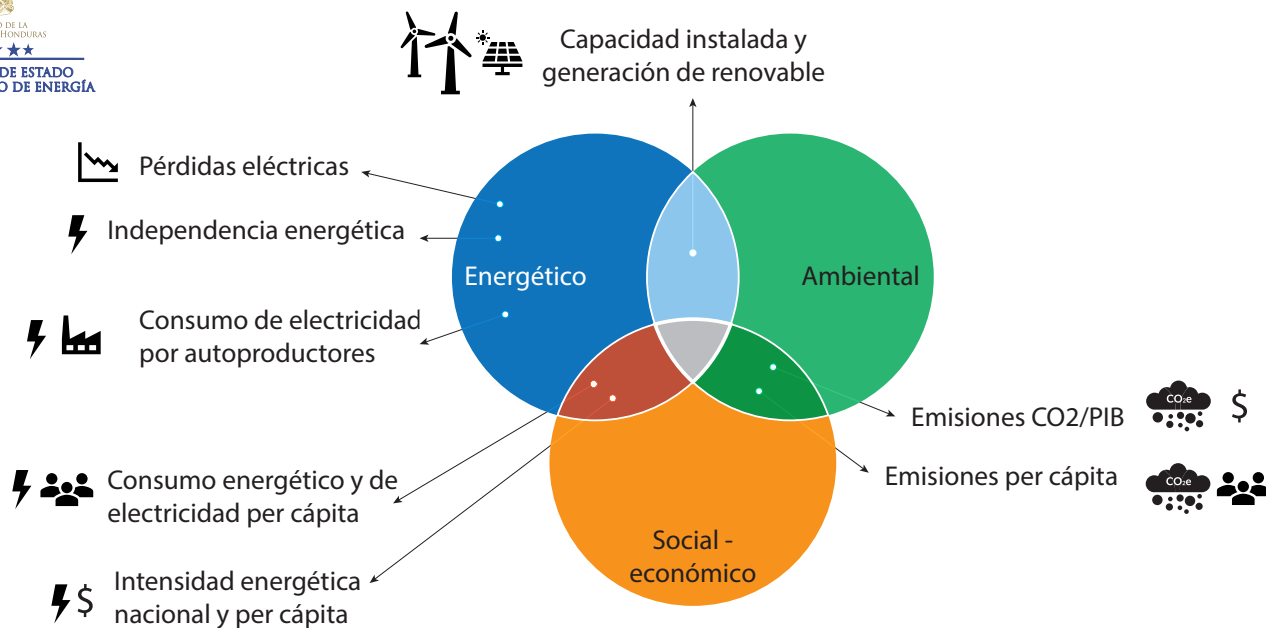 DE LA
HONDURAS
DE ESTADO
DE ENERGÍA
Capacidad instalada y
generación de renovable
Pérdidas eléctricas
Independencia energética
Energético
Ambiental
Consumo de electricidad
por autoproductores
Emisiones CO2/PIB
CO₂e
$
Emisiones per cápita
CO₂e
Consumo energético y de
electricidad per cápita
Social -
económico
$
Intensidad energética
nacional y per cápita